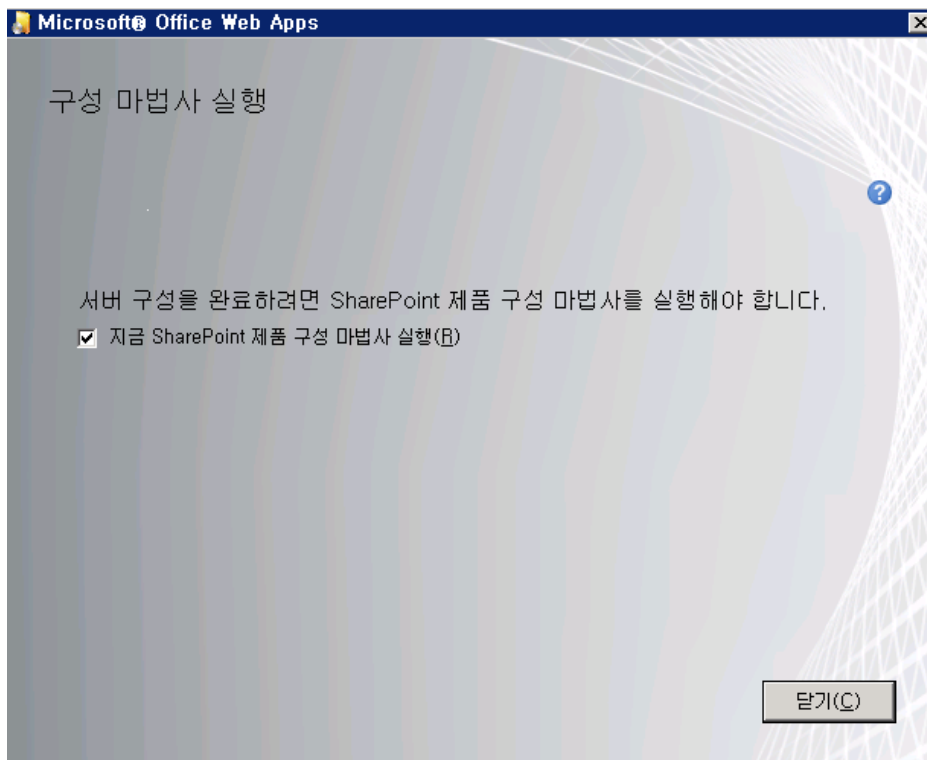 Microsoft® Office Web Apps
구성 마법사 실행
서버 구성을 완료하려면 SharePoint 제품 구성 마법사를 실행해야 합니다.
지금 SharePoint 제품 구성 마법사 실행(R)
닫기(C)